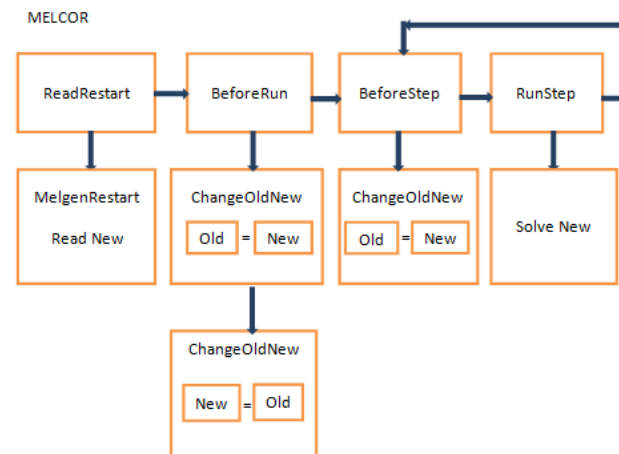 MELCOR
ReadRestart
BeforeRun
BeforeStep
RunStep
MelgenRestart
Read New
ChangeOldNew
Old = New
ChangeOldNew
Old = New
Solve New
ChangeOldNew
New = Old